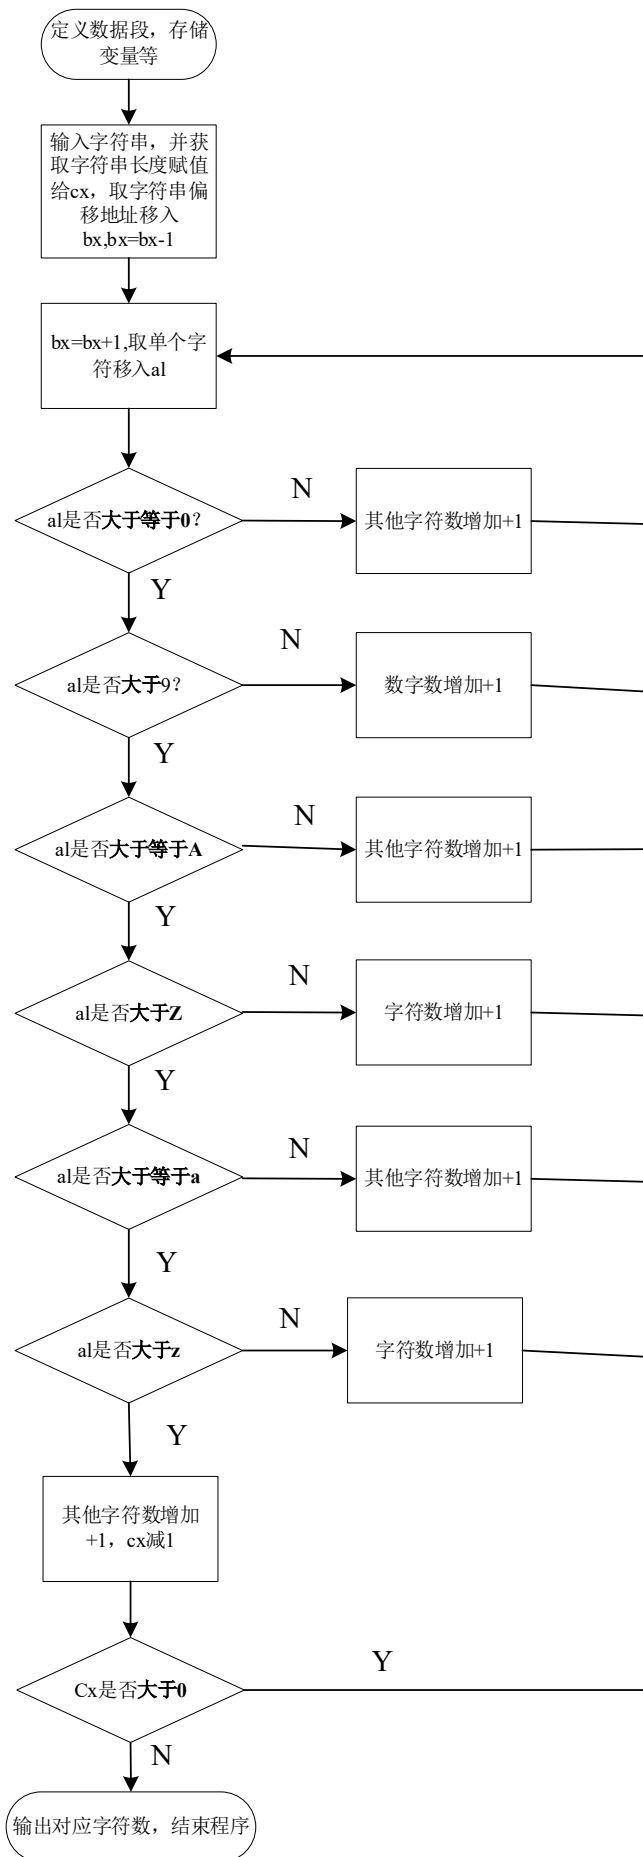 定义数据段，存储
变量等
输入字符串，并获
取字符串长度赋值
给cx，取字符串偏
移地址移入
bx,bx=bx-1
bx=bx+1,取单个字
符移入al
al是否大于等于0?
N
其他字符数增加+1
Y
al是否大于9?
N
数字数增加+1
Y
al是否大于等于A
N
其他字符数增加+1
Y
al是否大于Z
N
字符数增加+1
Y
al是否大于等于a
N
其他字符数增加+1
Y
al是否大于z
N
字符数增加+1
Y
其他字符数增加
+1，cx减1
Cx是否大于0
Y
N
输出对应字符数，结束程序